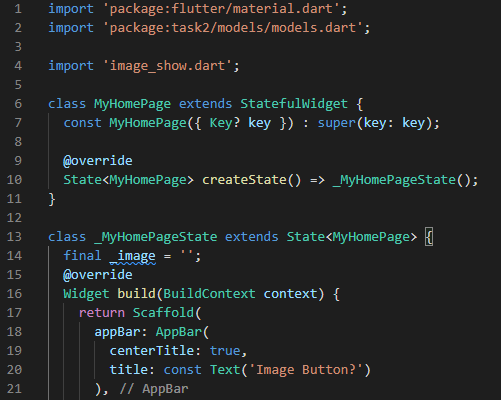 1 import 'package:flutter/material.dart';
2 import 'package:task2/models/models.dart';
3
4 import 'image_show.dart';
5
6 class MyHomePage extends StatefulWidget {
7   const MyHomePage({ Key? key }) : super(key: key);
8
9   @override
10   State<MyHomePage> createState() => _MyHomePageState();
11 }
12
13 class _MyHomePageState extends State<MyHomePage> {
14   final _image = '';
15   @override
16   Widget build(BuildContext context) {
17     return Scaffold(
18       appBar: AppBar(
19         centerTitle: true,
20         title: const Text('Image Button?')
21       ), // AppBar